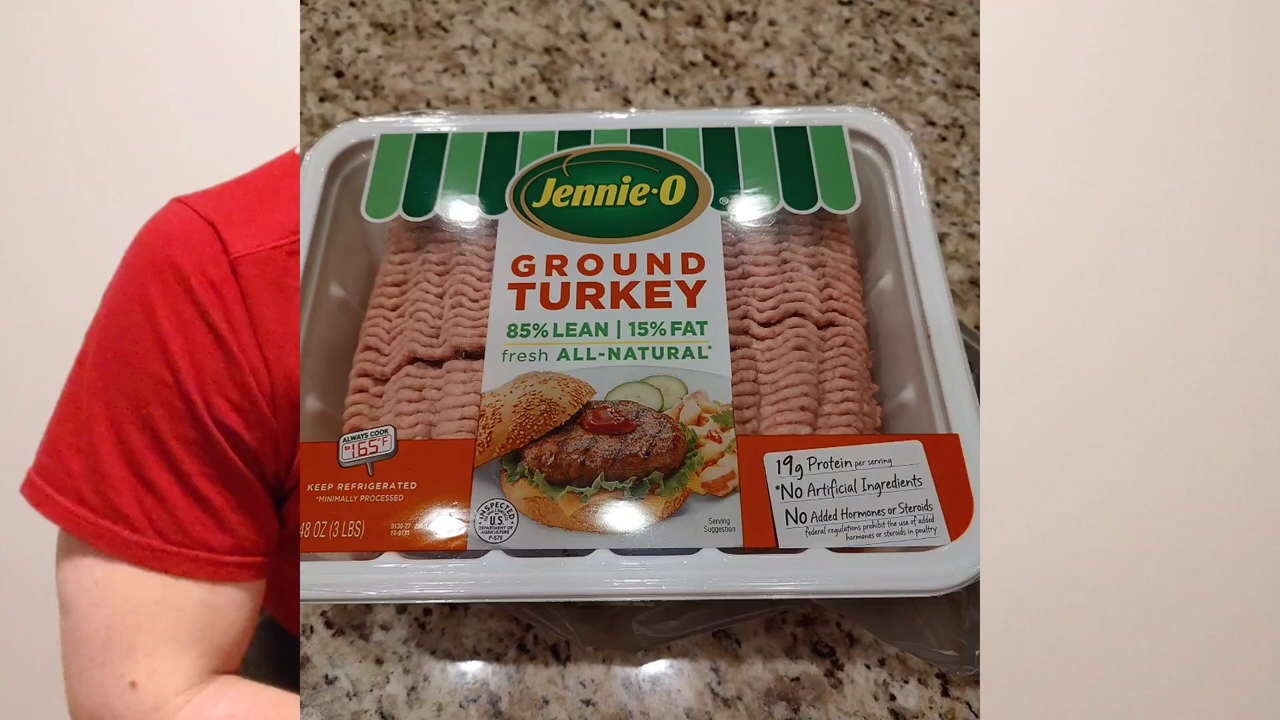 Jennie-O
®
GROUND
TURKEY
85% LEAN | 15% FAT
fresh ALL-NATURAL*
ALWAYS COOK
to 165°F
KEEP REFRIGERATED
*MINIMALLY PROCESSED
48 OZ (3 LBS)
INSPECTED
U.S.
DEPARTMENT OF
AGRICULTURE
P-579
Serving
Suggestion
19g Protein per serving
*No Artificial Ingredients
No Added Hormones or Steroids
federal regulations prohibit the use of added
hormones or steroids in poultry